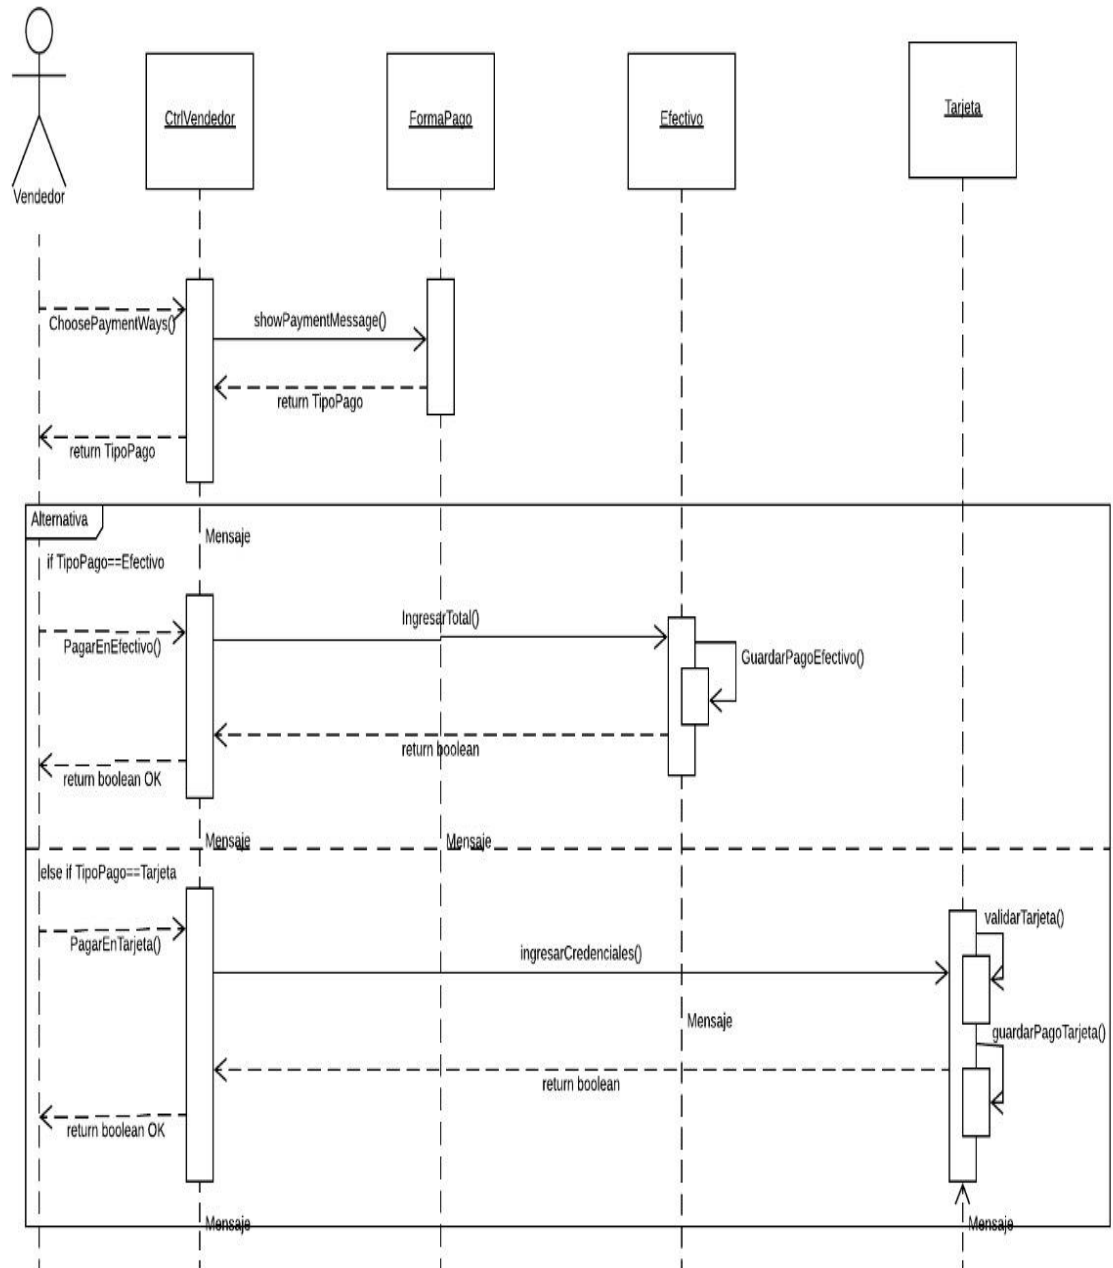 Vendedor
CtrlVendedor
FormaPago
Efectivo
Tarjeta
ChoosePaymentWays()
showPaymentMessage()
return TipoPago
return TipoPago
Alternativa
Mensaje
if TipoPago==Efectivo
IngresarTotal()
PagarEnEfectivo()
GuardarPagoEfectivo()
return boolean
return boolean OK
Mensaje
Mensaje
else if TipoPago==Tarjeta
validarTarjeta()
PagarEnTarjeta()
ingresarCredenciales()
Mensaje
guardarPagoTarjeta()
return boolean
return boolean OK
Mensaje
Mensaje